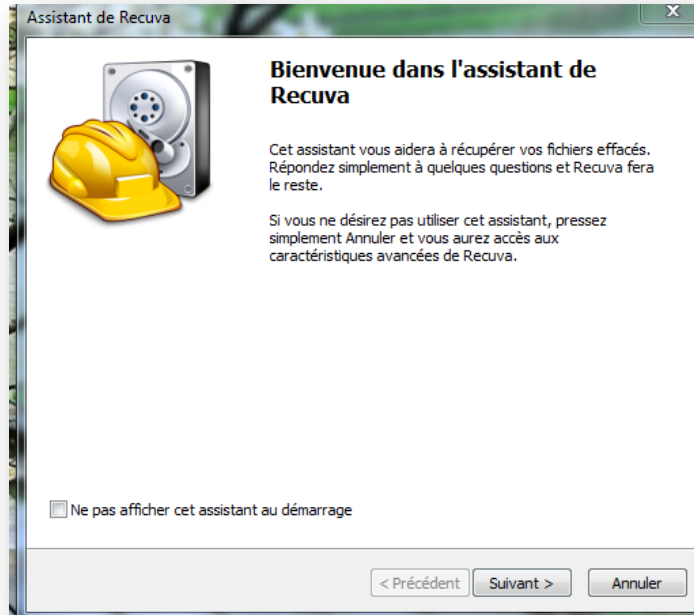 Assistant de Recuva
Bienvenue dans l'assistant de
Recuva
Cet assistant vous aidera à récupérer vos fichiers effacés.
Répondez simplement à quelques questions et Recuva fera
le reste.
Si vous ne désirez pas utiliser cet assistant, pressez
simplement Annuler et vous aurez accès aux
caractéristiques avancées de Recuva.
Ne pas afficher cet assistant au démarrage
< Précédent Suivant > Annuler